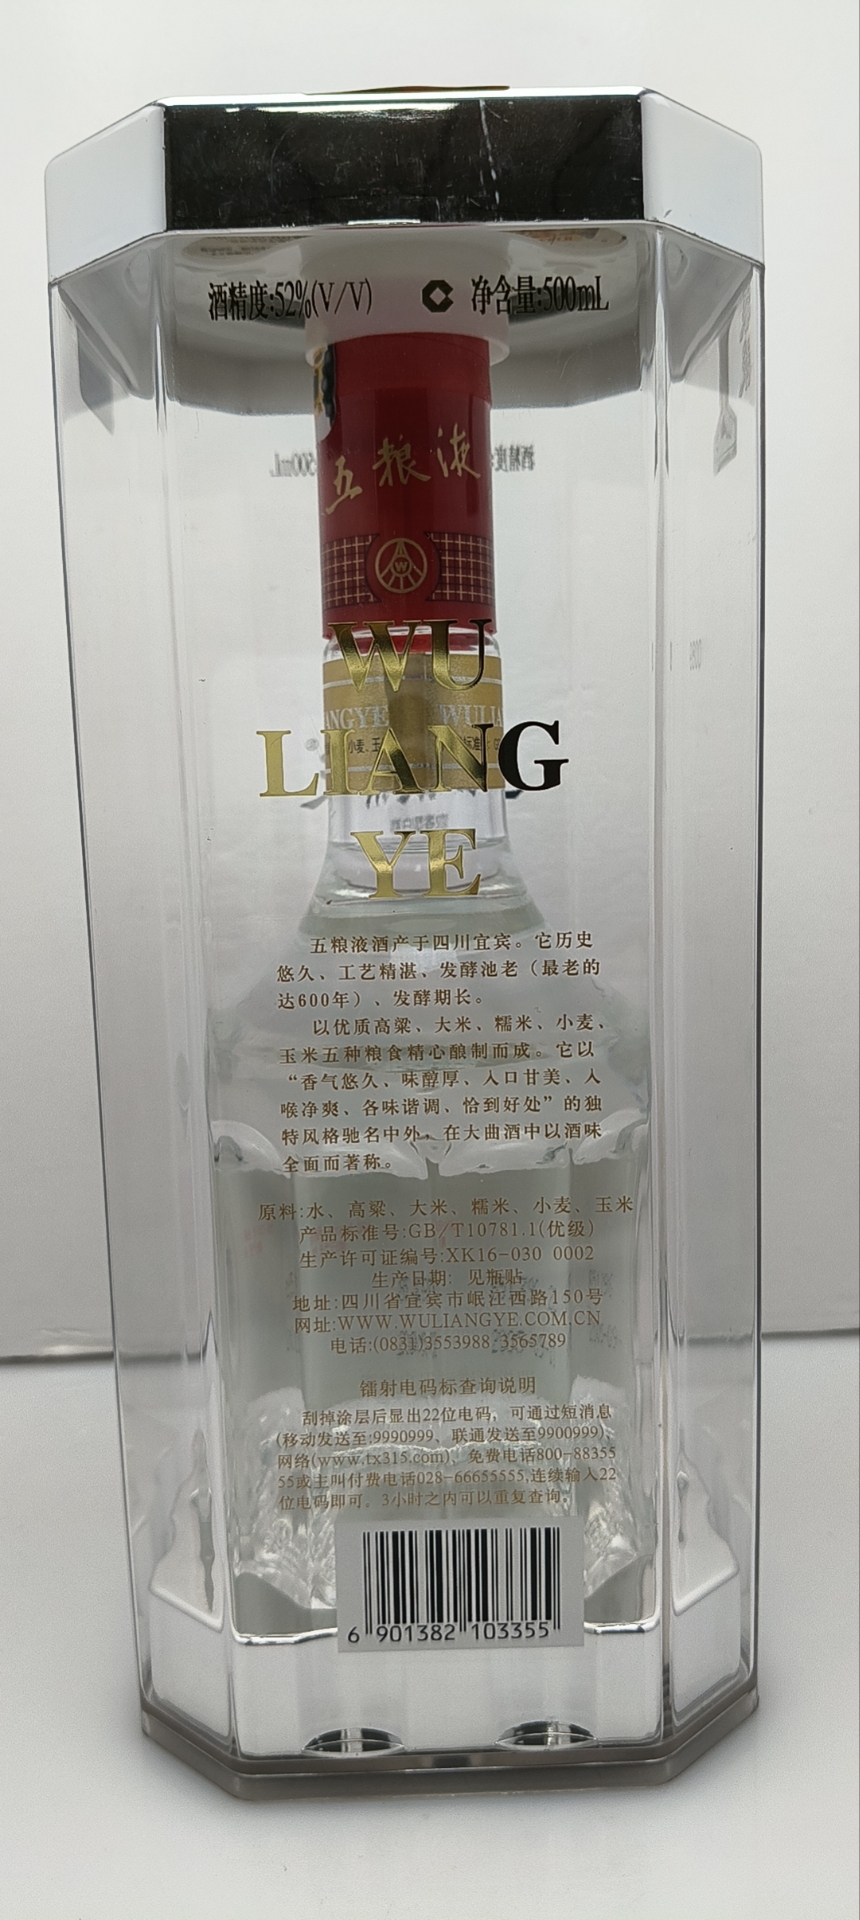 酒精度:52%(V/V) 净含量:500mL
五粮液
W
WU
LIANG
YE
五粮液酒产于四川宜宾。它历史
悠久、工艺精湛、发酵池老（最老的
达600年）、发酵期长。
以优质高粱、大米、糯米、小麦、
玉米五种粮食精心酿制而成。它以
“香气悠久、味醇厚、入口甘美、入
喉净爽、各味谐调、恰到好处”的独
特风格驰名中外，在大曲酒中以酒味
全面而著称。
原料:水、高粱、大米、糯米、小麦、玉米
产品标准号:GB/T10781.1(优级)
生产许可证编号:XK16-030 0002
生产日期: 见瓶贴
地址:四川省宜宾市岷江西路150号
网址:WWW.WULIANGYE.COM.CN
电话:(0831)3553988 3565789
镭射电码标查询说明
刮掉涂层后显出22位电码，可通过短消息
(移动发送至:9990999、联通发送至9900999)、
网络(www.tx315.com)、免费电话800-88355
55或主叫付费电话028-66655555,连续输入22
位电码即可。3小时之内可以重复查询。
6 901382 103355